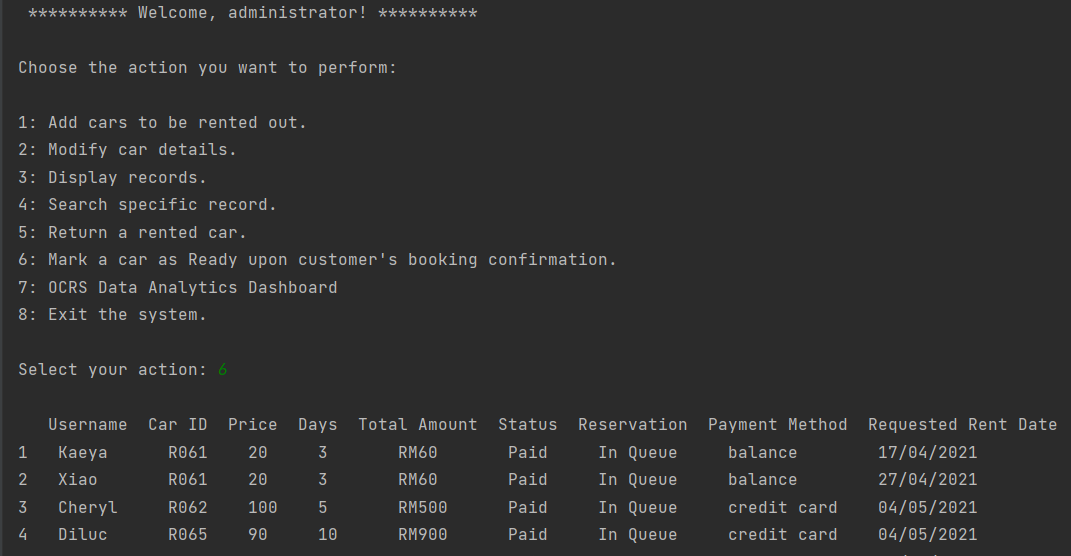 ********** Welcome, administrator! **********
Choose the action you want to perform:
1: Add cars to be rented out.
2: Modify car details.
3: Display records.
4: Search specific record.
5: Return a rented car.
6: Mark a car as Ready upon customer's booking confirmation.
7: OCRS Data Analytics Dashboard
8: Exit the system.
Select your action: 6
Username Car ID Price Days Total Amount Status Reservation Payment Method Requested Rent Date
1 Kaeya R061 20 3 RM60 Paid In Queue balance 17/04/2021
2 Xiao R061 20 3 RM60 Paid In Queue balance 27/04/2021
3 Cheryl R062 100 5 RM500 Paid In Queue credit card 04/05/2021
4 Diluc R065 90 10 RM900 Paid In Queue credit card 04/05/2021